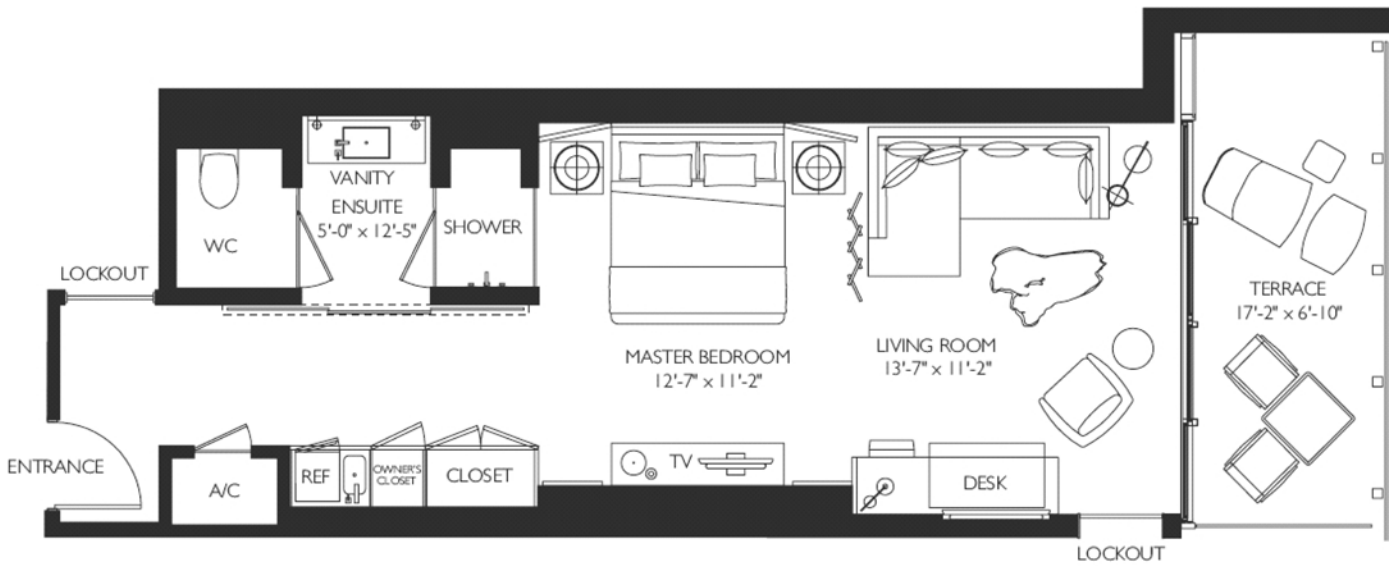 VANITY
ENSUITE
5'-0" x 12'-5"
SHOWER
WC
LOCKOUT
TERRACE
17'-2" x 6'-10"
MASTER BEDROOM
12'-7" x 11'-2"
LIVING ROOM
13'-7" x 11'-2"
ENTRANCE
A/C
REF
OWNER'S
CLOSET
CLOSET
TV
DESK
LOCKOUT